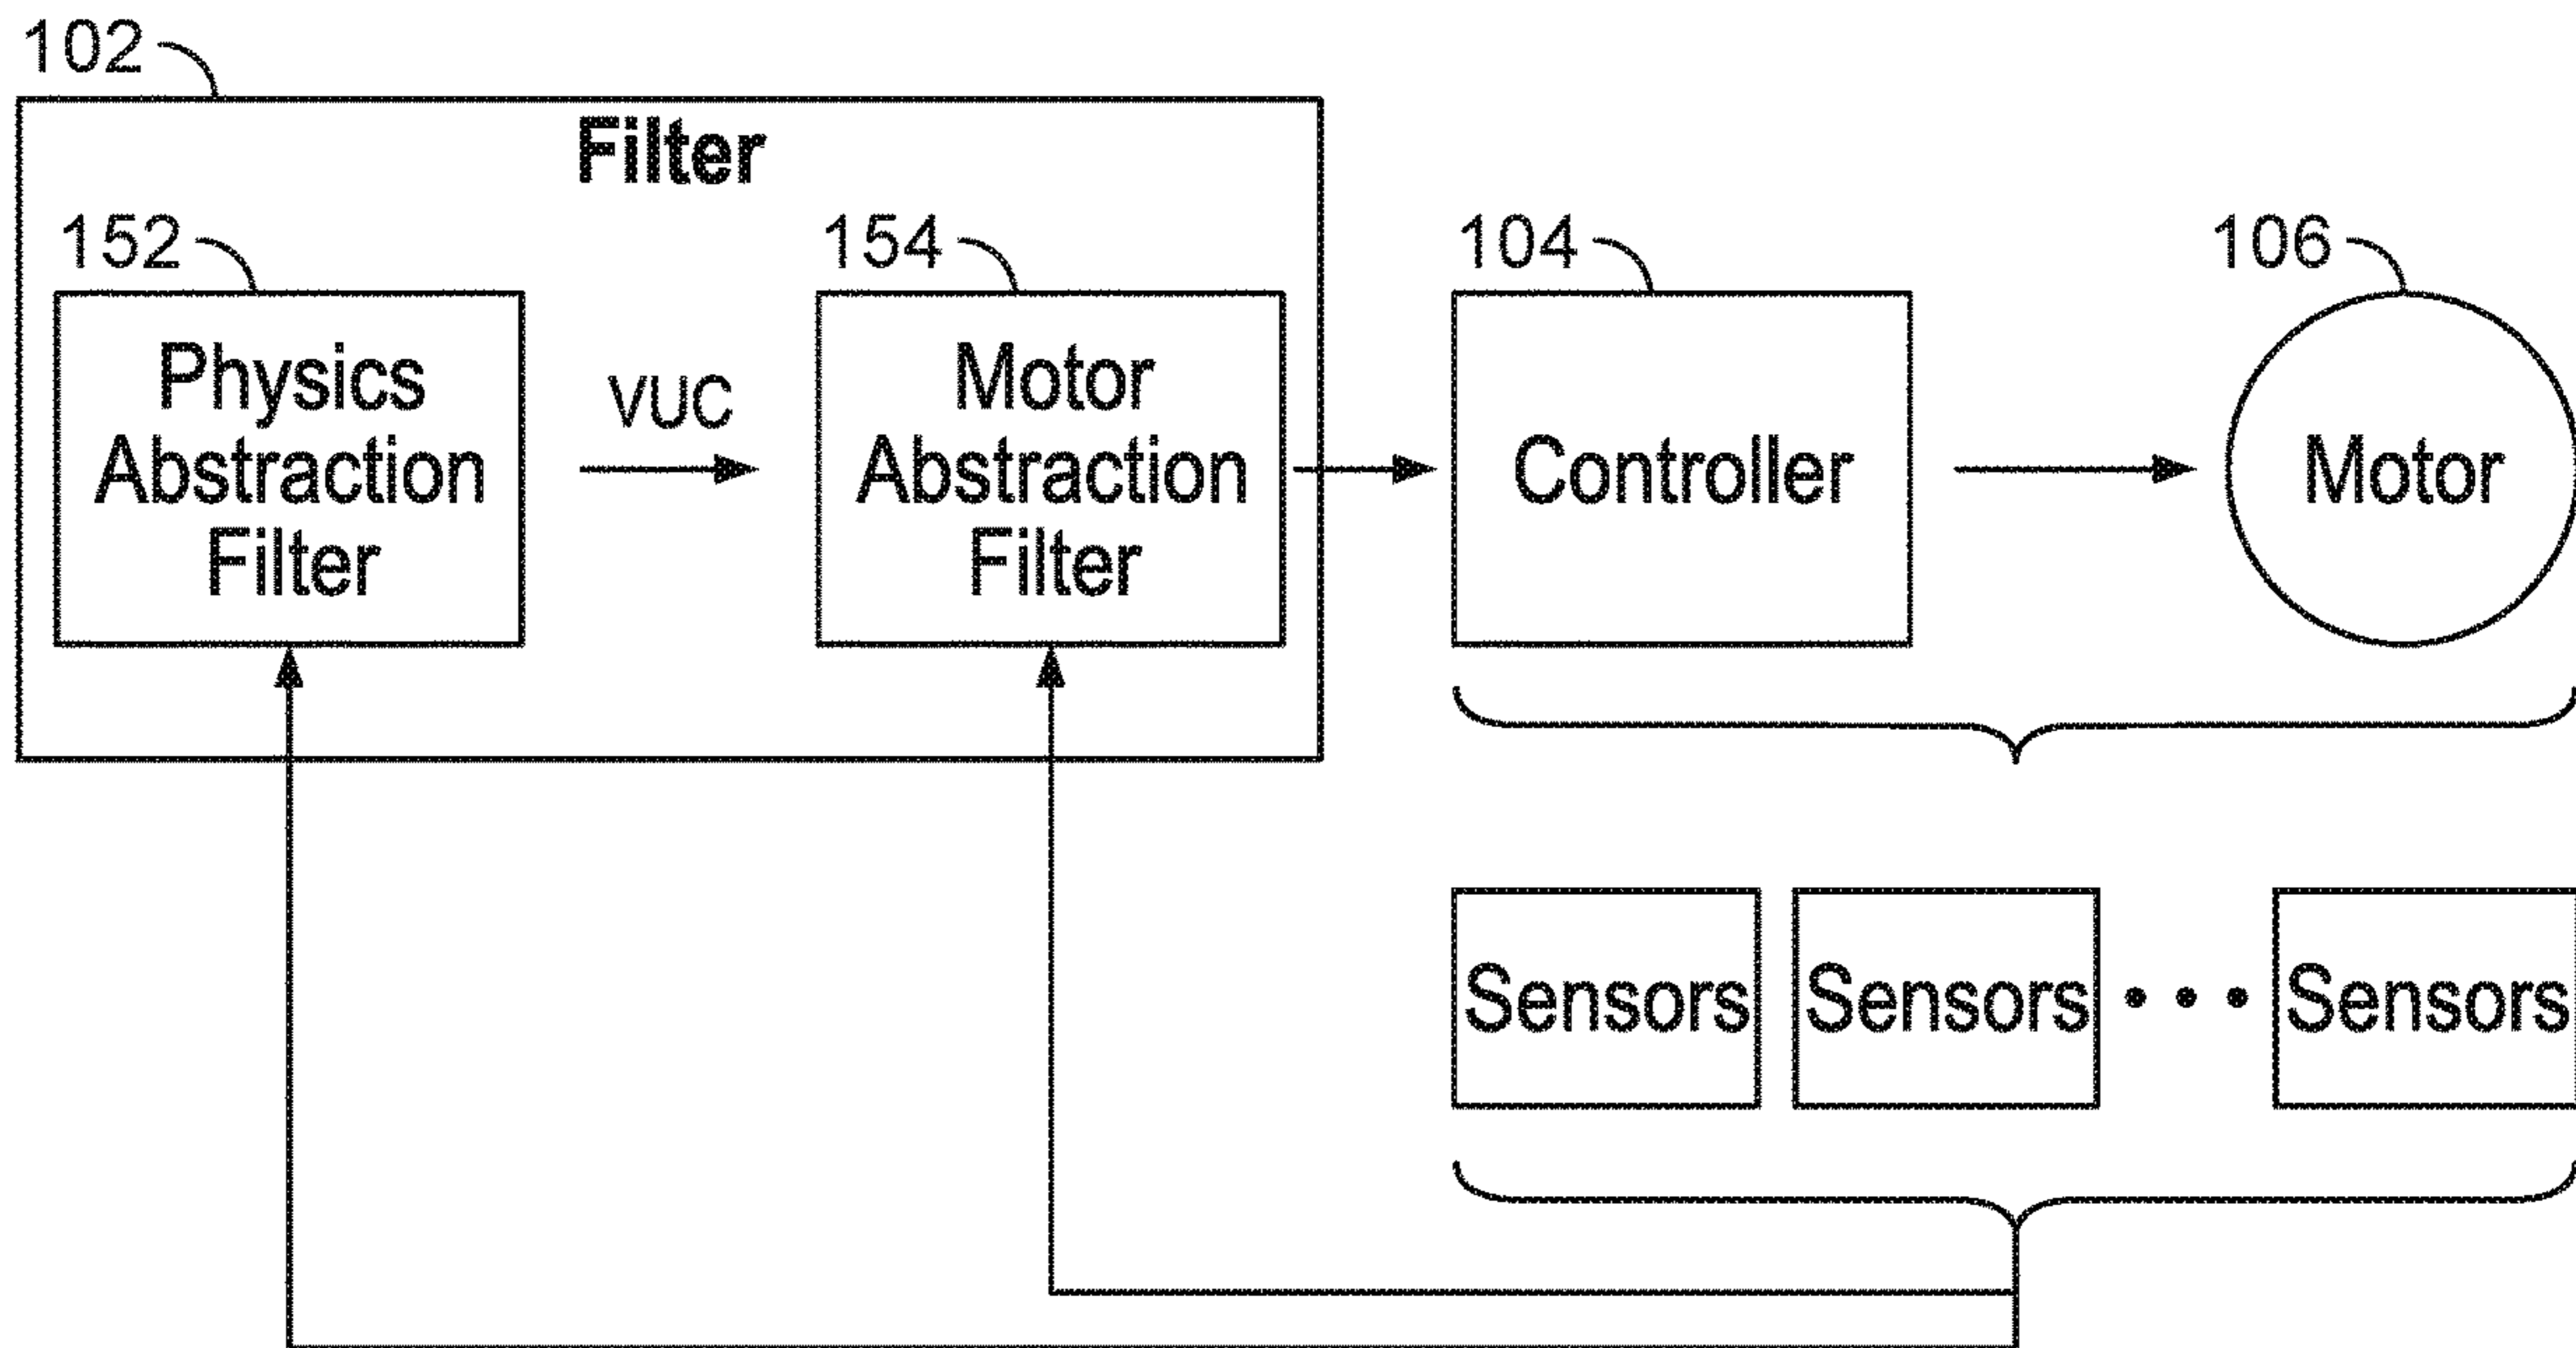 102
Filter
152
154
104
106
Physics
Abstraction
Filter
VUC
Motor
Abstraction
Filter
Controller
Motor
Sensors
Sensors
Sensors